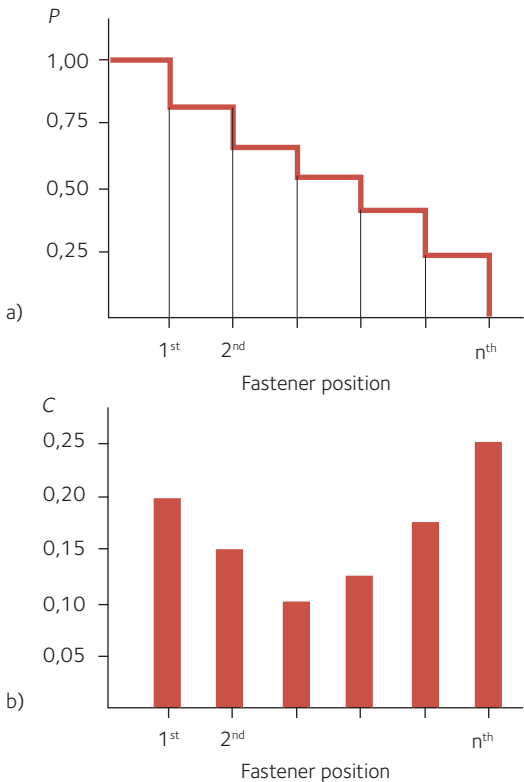 P
1,00
0,75
0,50
0,25
a)
1st 2nd nth
Fastener position
C
0,25
0,20
0,15
0,10
0,05
b)
1st 2nd nth
Fastener position